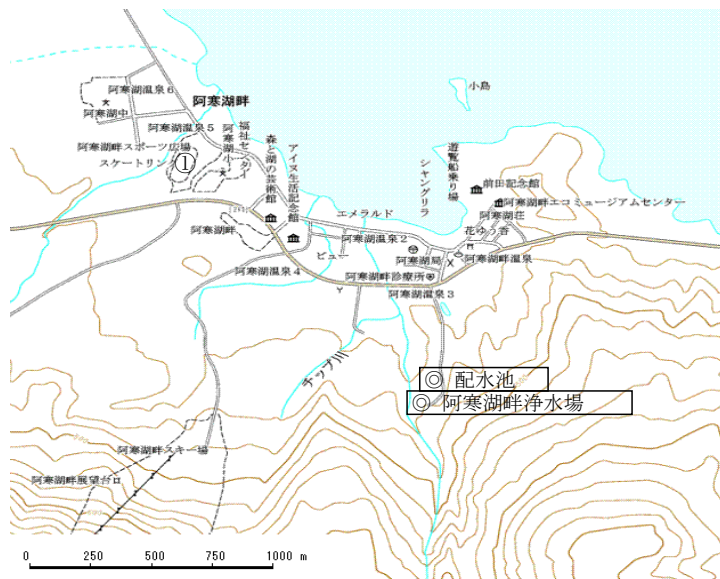 小島
阿寒湖温泉6
阿寒湖畔
阿寒湖中
阿寒湖温泉5
福祉センター
阿寒湖小
森と湖の芸術館
アイヌ生活記念館
阿寒湖畔スポーツ広場
スケートリンク
①
遊覧船乗り場
シャングリラ
前田記念館
阿寒湖畔エコミュージアムセンター
阿寒湖荘
エメラルド
花ゆう香
阿寒湖畔
阿寒湖温泉2
ビュー
阿寒湖局
阿寒湖畔温泉
阿寒湖温泉4
阿寒湖畔診療所
阿寒湖温泉3
チップ川
◎ 配水池
◎ 阿寒湖畔浄水場
阿寒湖畔スキー場
阿寒湖畔展望台
0 250 500 750 1000 m